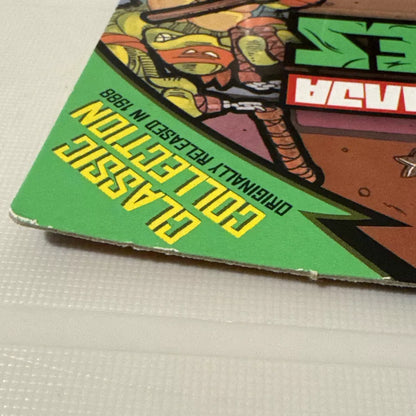 CLASSIC
COLLECTION
ORIGINALLY RELEASED IN 1988